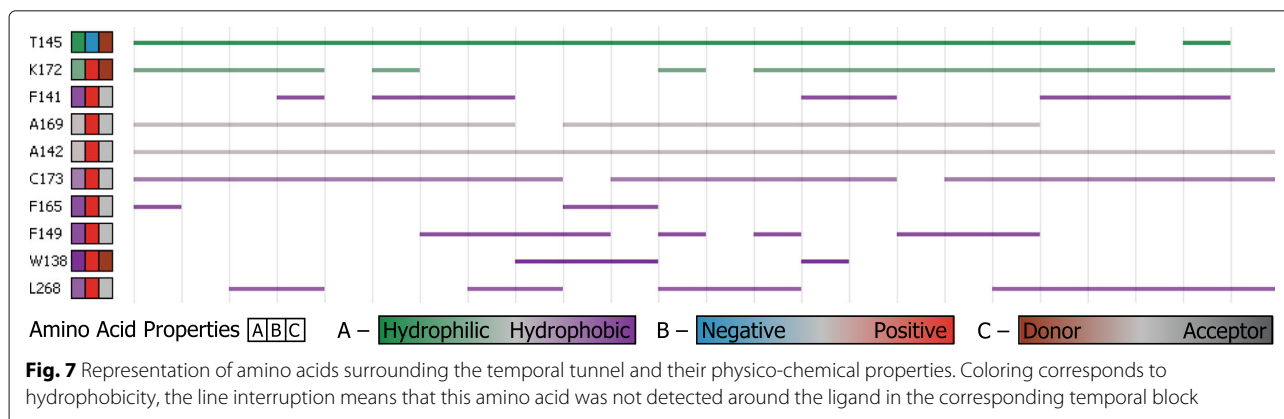 T145
K172
F141
A169
A142
C173
F165
F149
W138
L268
Amino Acid Properties A B C A – Hydrophilic Hydrophobic B – Negative Positive C – Donor Acceptor
Fig. 7 Representation of amino acids surrounding the temporal tunnel and their physico-chemical properties. Coloring corresponds to
hydrophobicity, the line interruption means that this amino acid was not detected around the ligand in the corresponding temporal block